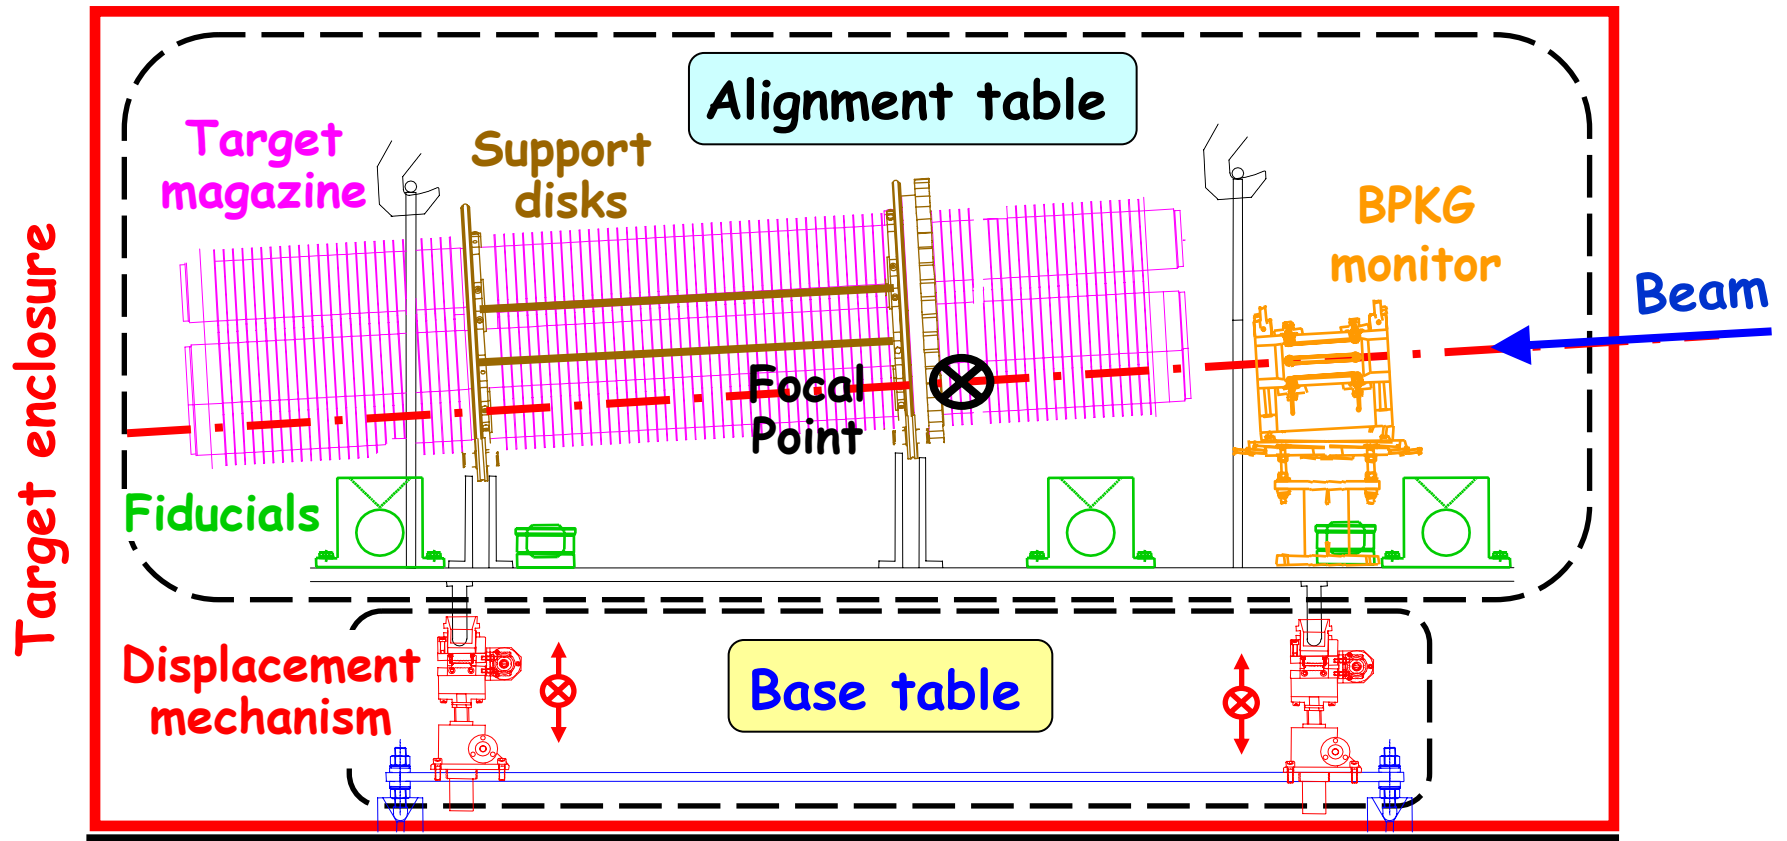 Alignment table
Target
magazine
Support
disks
BPKG
monitor
Beam
Target enclosure
Focal
Point
Fiducials
Displacement
mechanism
Base table